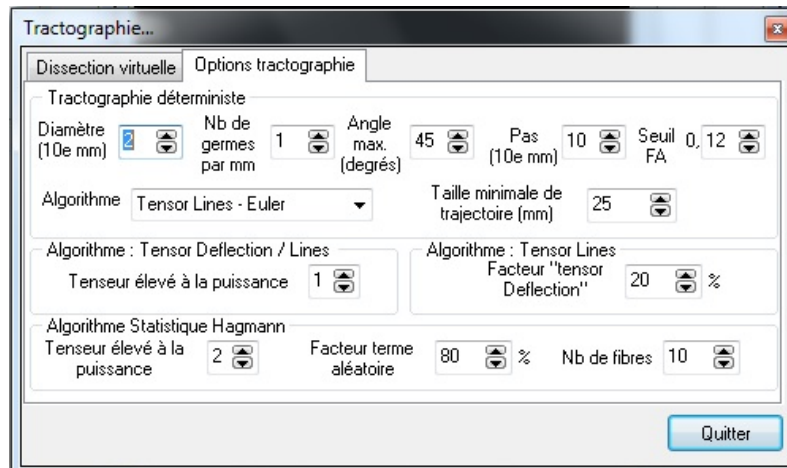 Tractographie...
Dissection virtuelle Options tractographie
Tractographie déterministe
Diamètre (10e mm) 2 Nb de germes par mm 1 Angle max. (degrés) 45 Pas (10e mm) 10 Seuil FA 0, 12
Algorithme Tensor Lines - Euler Taille minimale de trajectoire (mm) 25
Algorithme : Tensor Deflection / Lines
Tenseur élevé à la puissance 1
Algorithme : Tensor Lines
Facteur "tensor Deflection" 20 %
Algorithme Statistique Hagmann
Tenseur élevé à la puissance 2 Facteur terme aléatoire 80 % Nb de fibres 10
Quitter